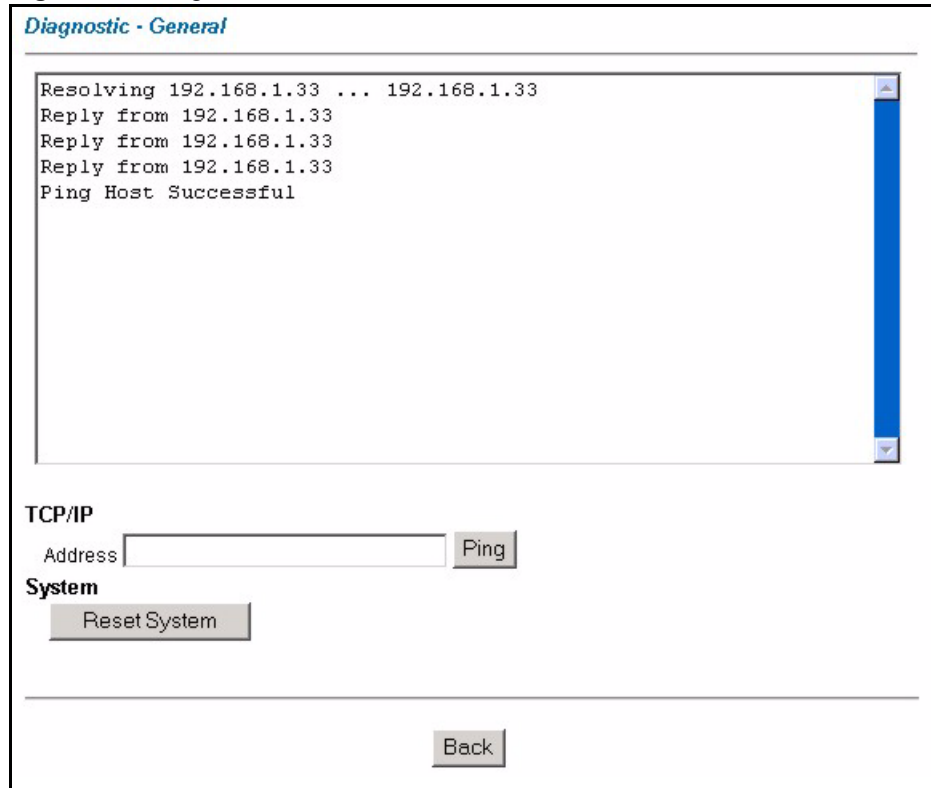 Diagnostic - General
Resolving 192.168.1.33 ... 192.168.1.33
Reply from 192.168.1.33
Reply from 192.168.1.33
Reply from 192.168.1.33
Ping Host Successful
TCP/IP
Address Ping
System
Reset System
Back